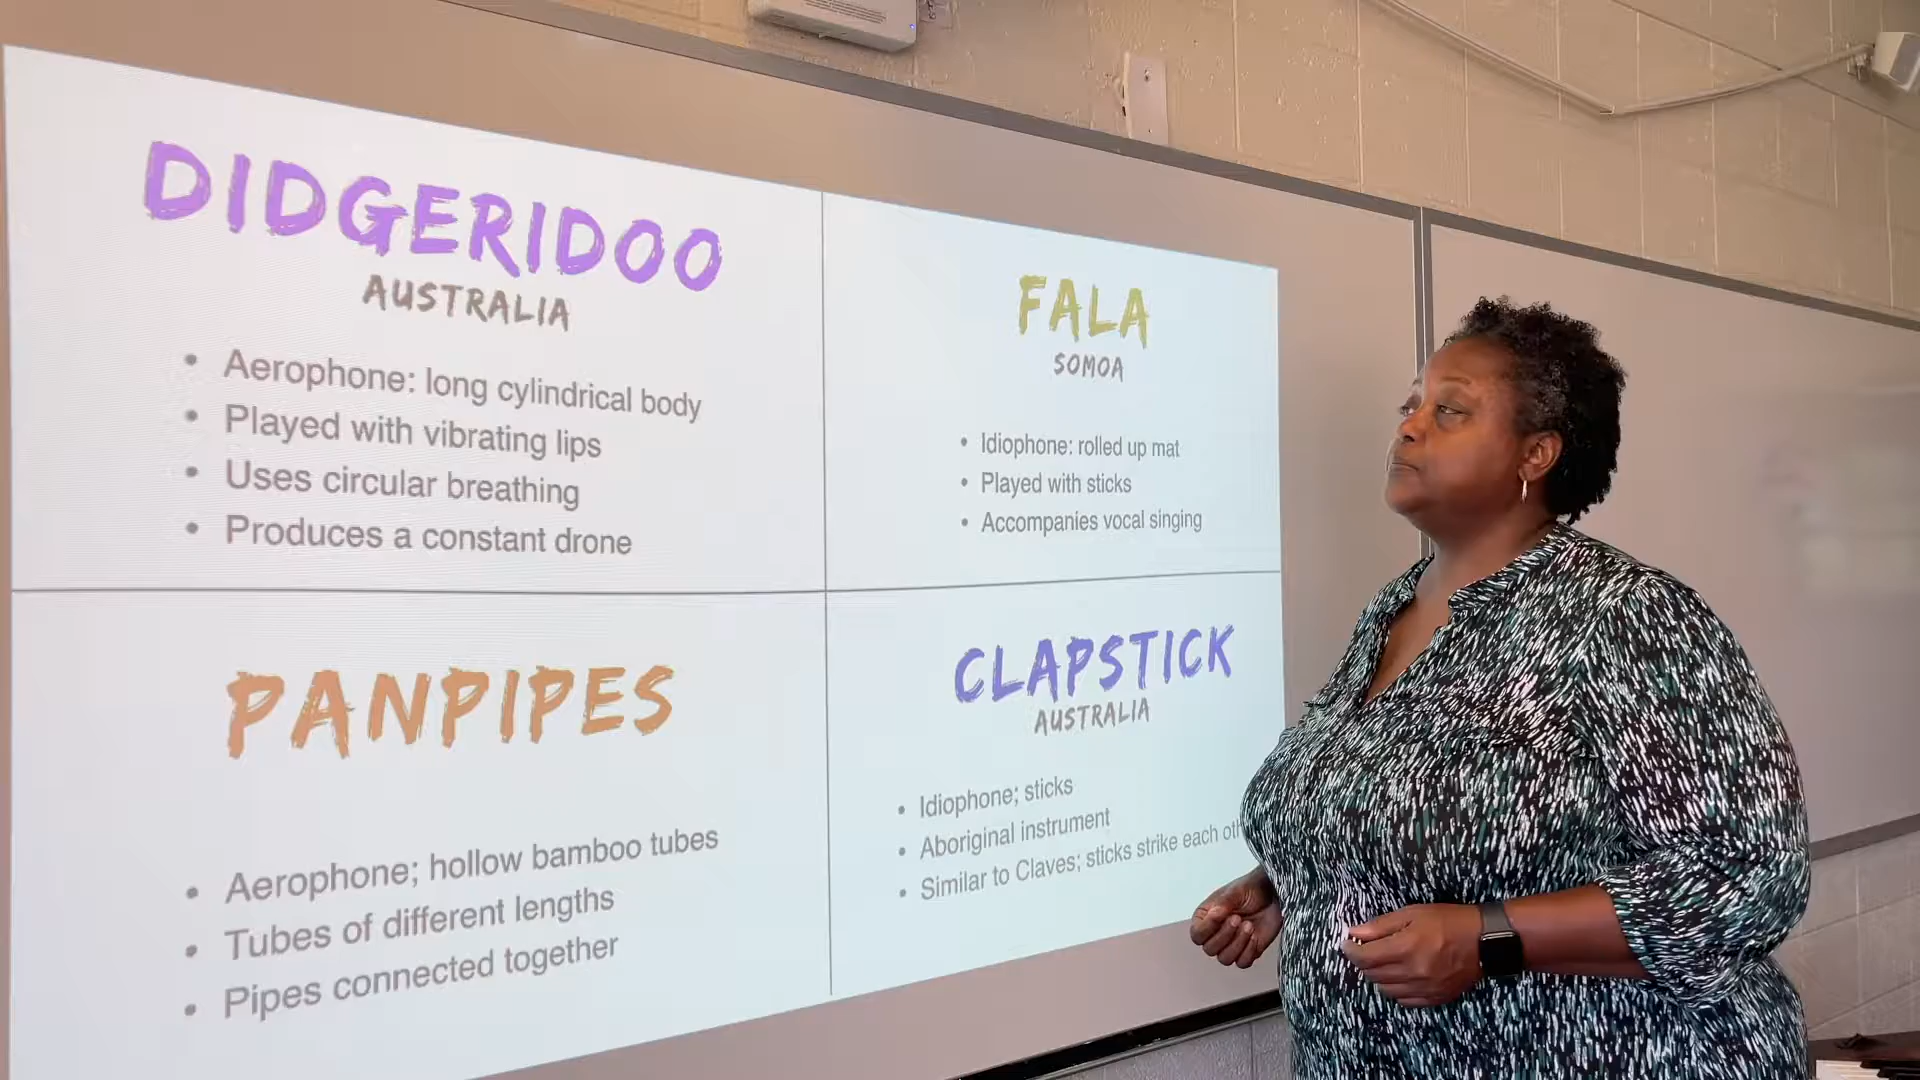 DIDGERIDOO
AUSTRALIA
• Aerophone: long cylindrical body
• Played with vibrating lips
• Uses circular breathing
• Produces a constant drone
FALA
SOMOA
• Idiophone: rolled up mat
• Played with sticks
• Accompanies vocal singing
PANPIPES
• Aerophone; hollow bamboo tubes
• Tubes of different lengths
• Pipes connected together
CLAPSTICK
AUSTRALIA
• Idiophone; sticks
• Aboriginal instrument
• Similar to Claves; sticks strike each